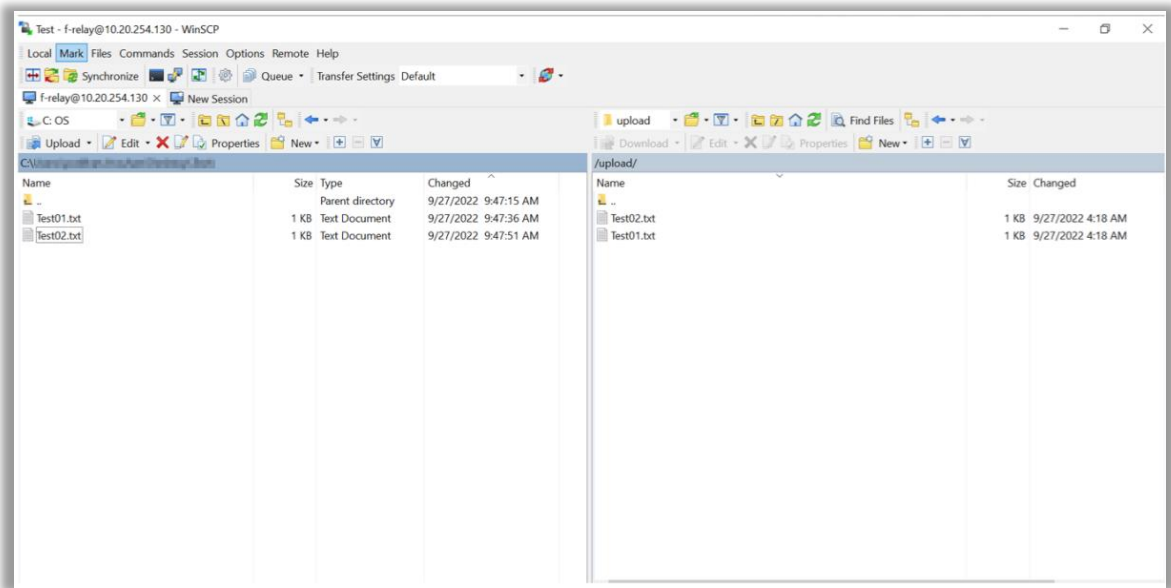 Test - f-relay@10.20.254.130 - WinSCP
Local Mark Files Commands Session Options Remote Help
Synchronize Queue Transfer Settings Default
f-relay@10.20.254.130 × New Session
C: OS upload Find Files
Upload Edit Properties New Download Edit Properties New
C:\ /upload/
Name Size Type Changed Name Size Changed
.. Parent directory 9/27/2022 9:47:15 AM ..
Test01.txt 1 KB Text Document 9/27/2022 9:47:36 AM Test02.txt 1 KB 9/27/2022 4:18 AM
Test02.txt 1 KB Text Document 9/27/2022 9:47:51 AM Test01.txt 1 KB 9/27/2022 4:18 AM